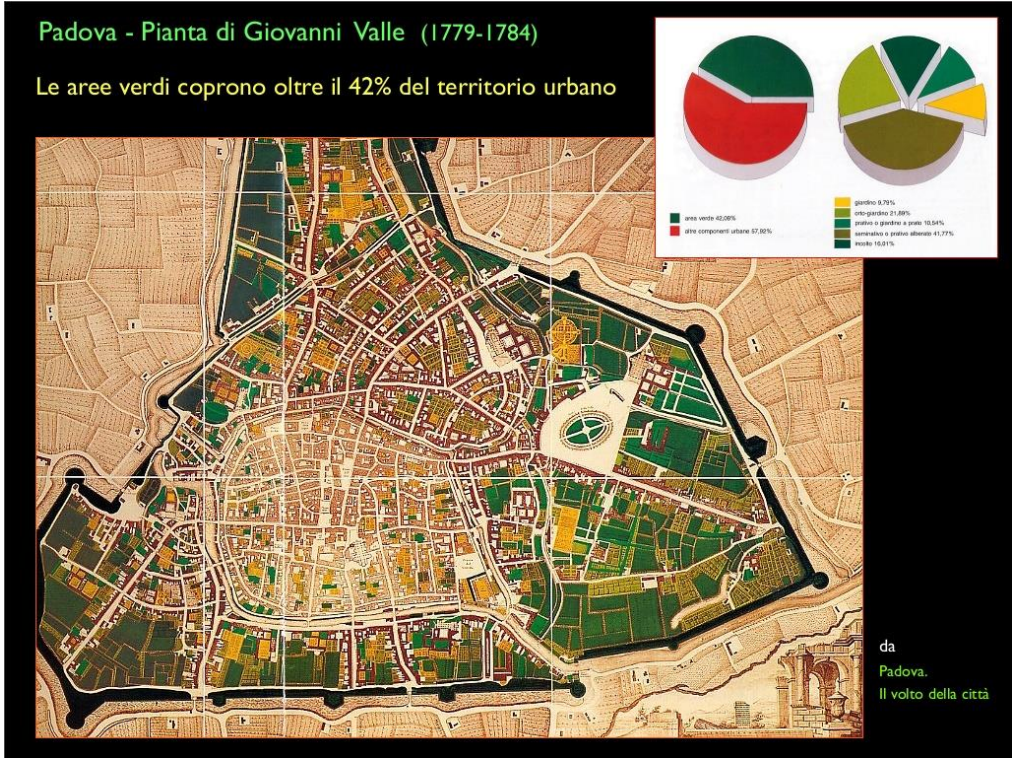 Padova - Pianta di Giovanni Valle (1779-1784)
Le aree verdi coprono oltre il 42% del territorio urbano
area verde 42,08%
altre componenti urbane 57,92%
giardino 9,79%
orto-giardino 21,89%
prativo o giardino a prato 10,54%
seminativo o prativo alberato 41,77%
incolto 16,01%
da
Padova.
Il volto della città